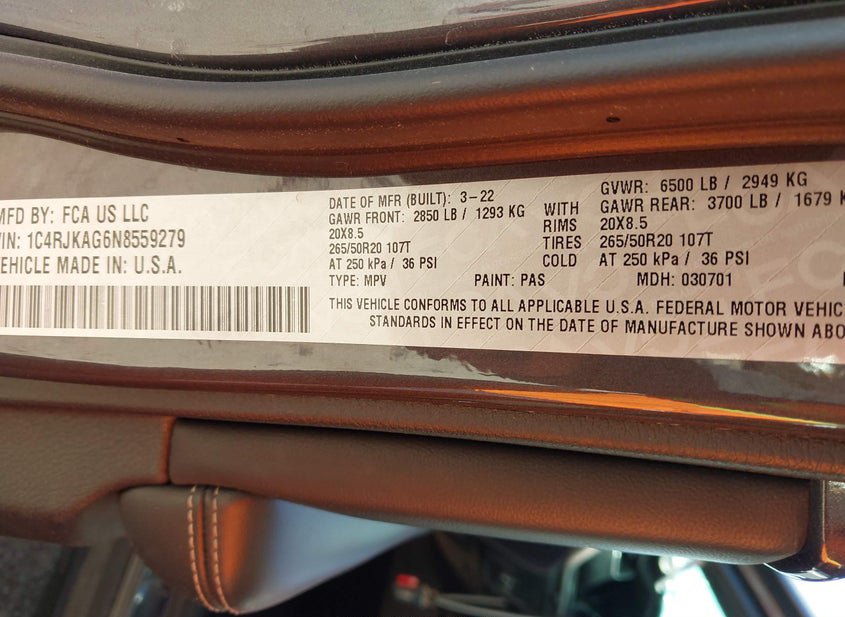 MFD BY: FCA US LLC
VIN: 1C4RJKAG6N8559279
VEHICLE MADE IN: U.S.A.
DATE OF MFR (BUILT): 3-22
GAWR FRONT: 2850 LB / 1293 KG
20X8.5
265/50R20 107T
AT 250 kPa / 36 PSI
TYPE: MPV
WITH
RIMS
TIRES
COLD
GVWR: 6500 LB / 2949 KG
GAWR REAR: 3700 LB / 1679 K
20X8.5
265/50R20 107T
AT 250 kPa / 36 PSI
PAINT: PAS
MDH: 030701
THIS VEHICLE CONFORMS TO ALL APPLICABLE U.S.A. FEDERAL MOTOR VEHIC
STANDARDS IN EFFECT ON THE DATE OF MANUFACTURE SHOWN ABO